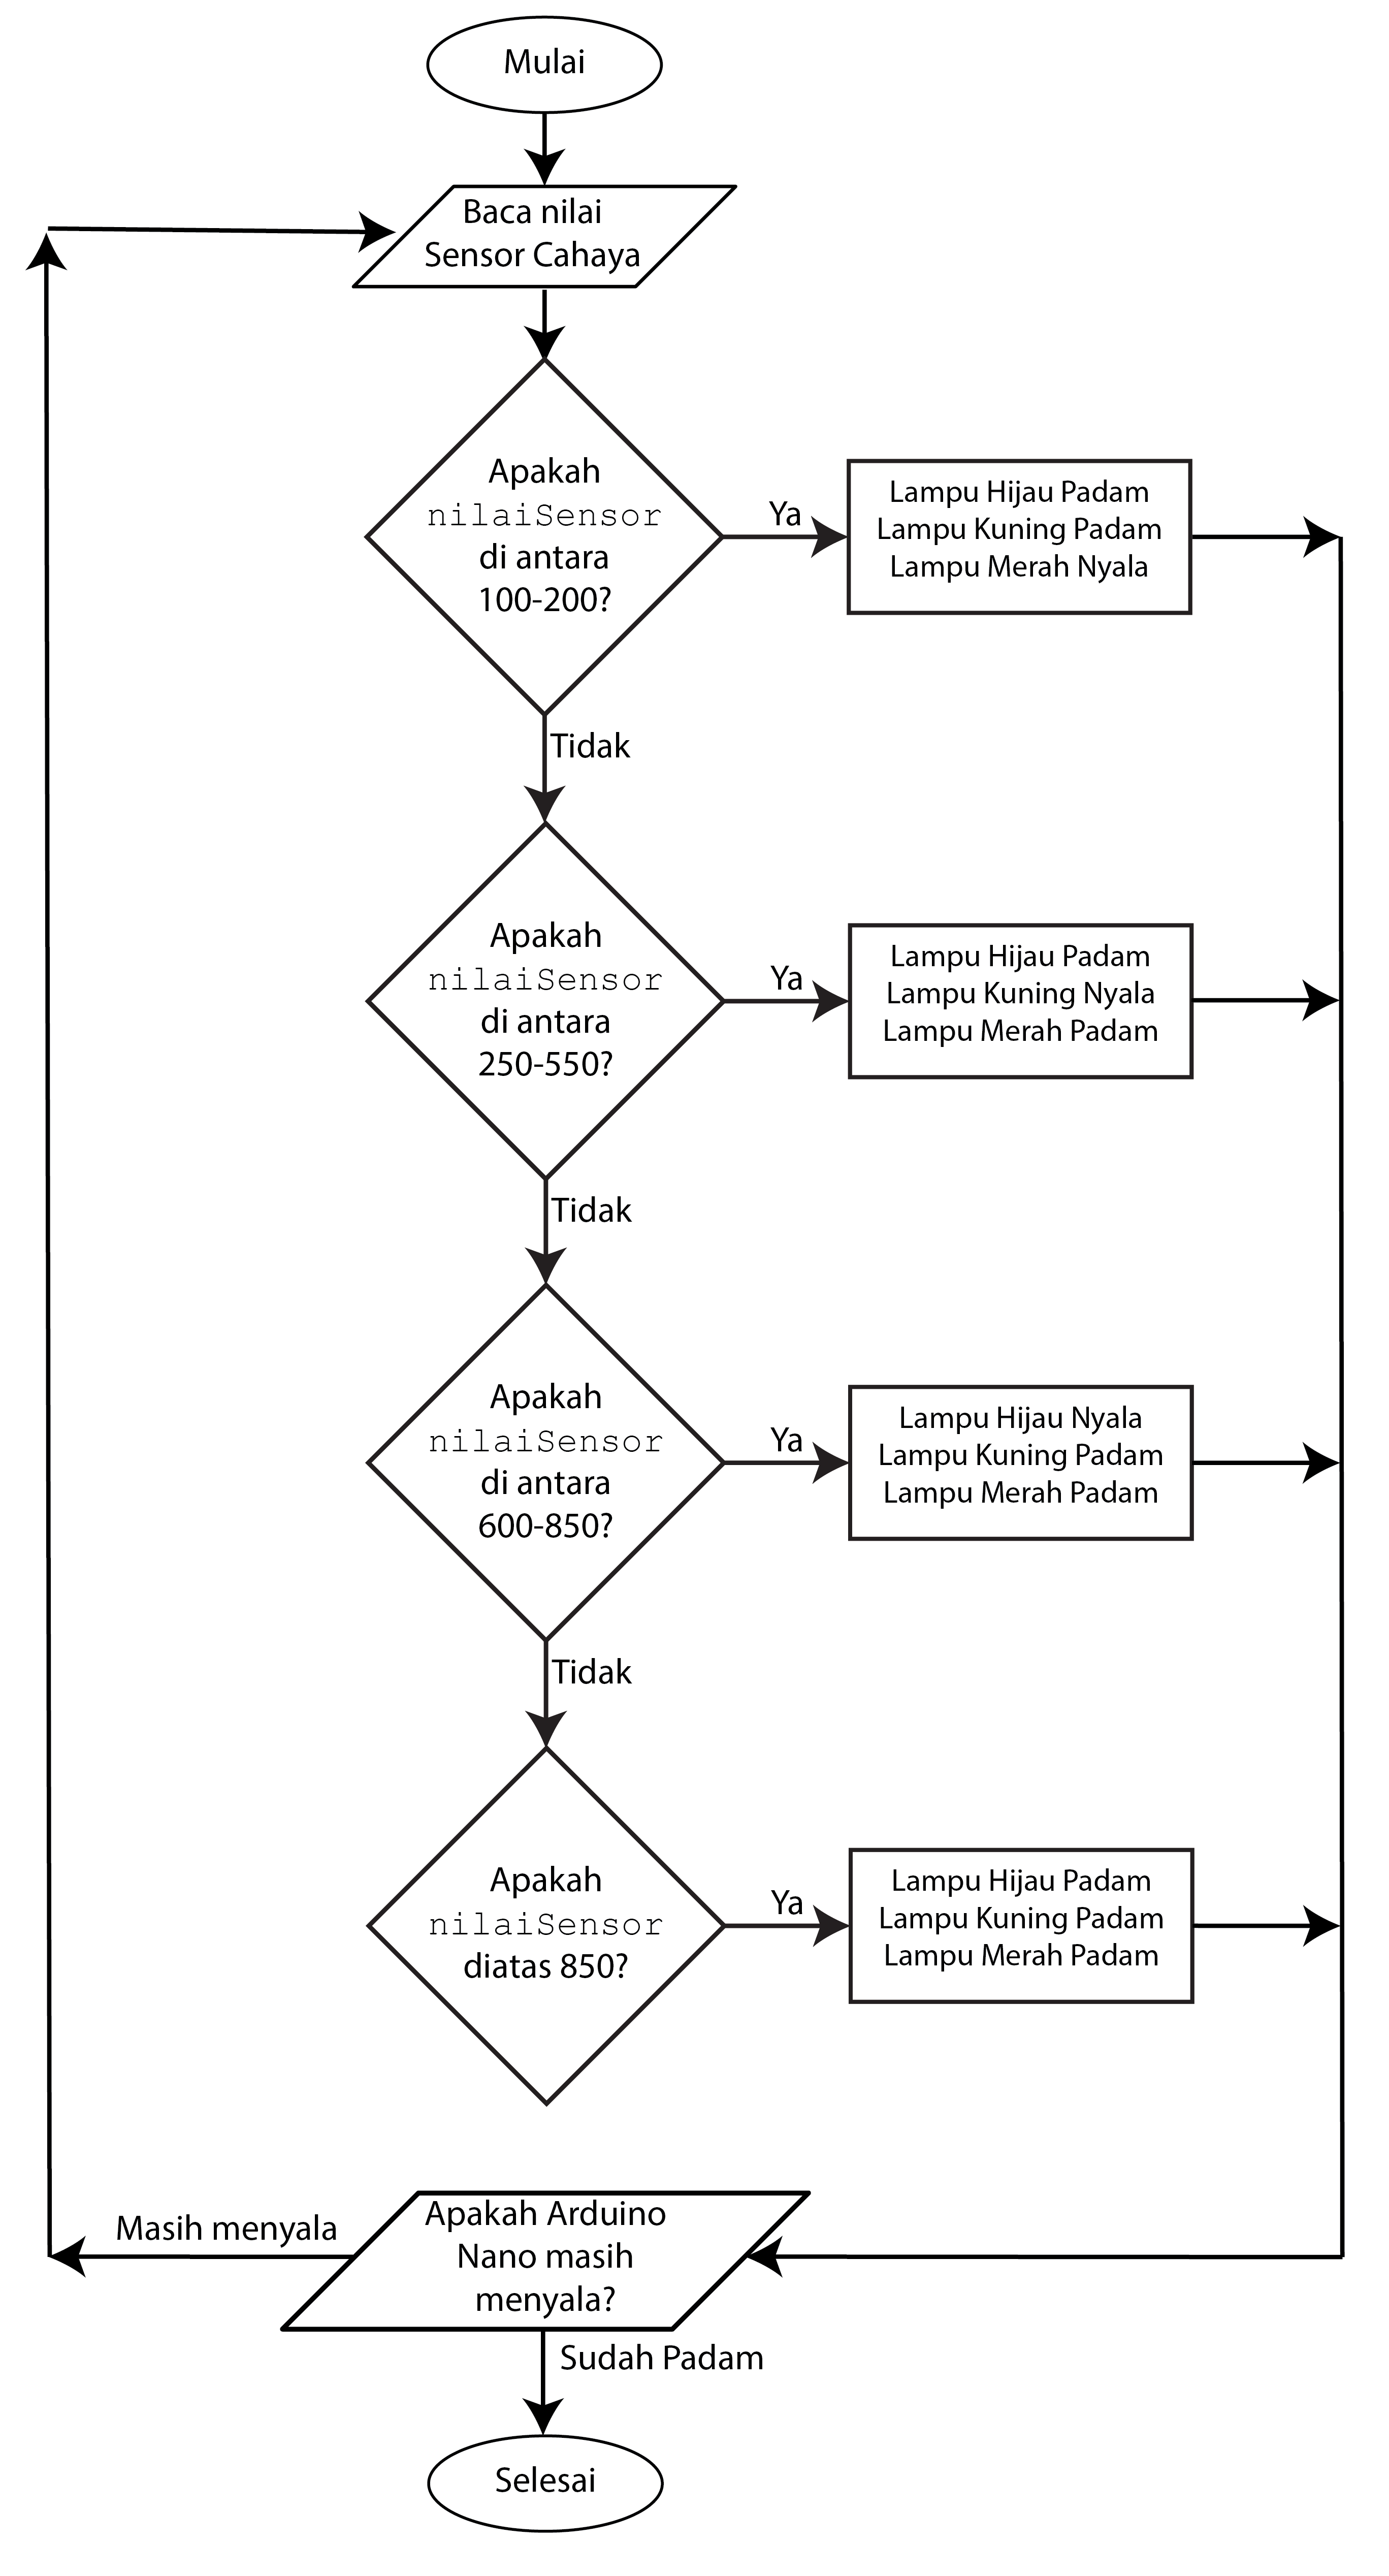 Mulai
Baca nilai
Sensor Cahaya
Apakah
nilaiSensor
di antara
100-200?
Ya
Lampu Hijau Padam
Lampu Kuning Padam
Lampu Merah Nyala
Tidak
Apakah
nilaiSensor
di antara
250-550?
Ya
Lampu Hijau Padam
Lampu Kuning Nyala
Lampu Merah Padam
Tidak
Apakah
nilaiSensor
di antara
600-850?
Ya
Lampu Hijau Nyala
Lampu Kuning Padam
Lampu Merah Padam
Tidak
Apakah
nilaiSensor
diatas 850?
Ya
Lampu Hijau Padam
Lampu Kuning Padam
Lampu Merah Padam
Apakah Arduino
Nano masih
menyala?
Masih menyala
Sudah Padam
Selesai